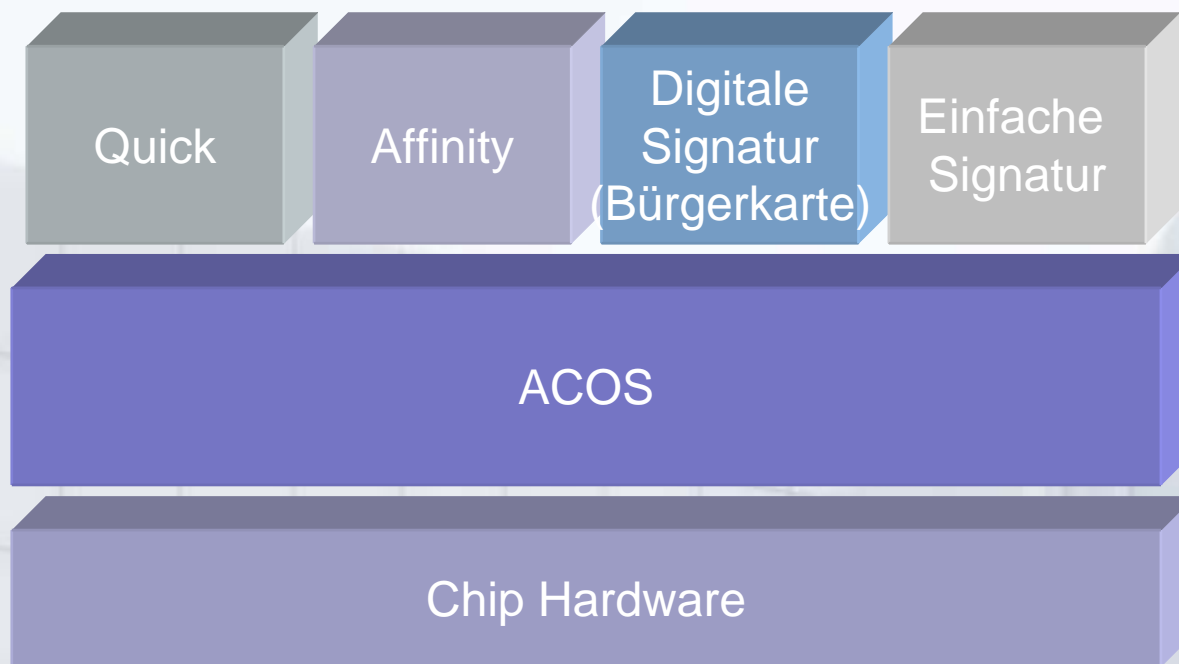 Quick
Affinity
Digitale
Signatur
(Bürgerkarte)
Einfache
Signatur
ACOS
Chip Hardware